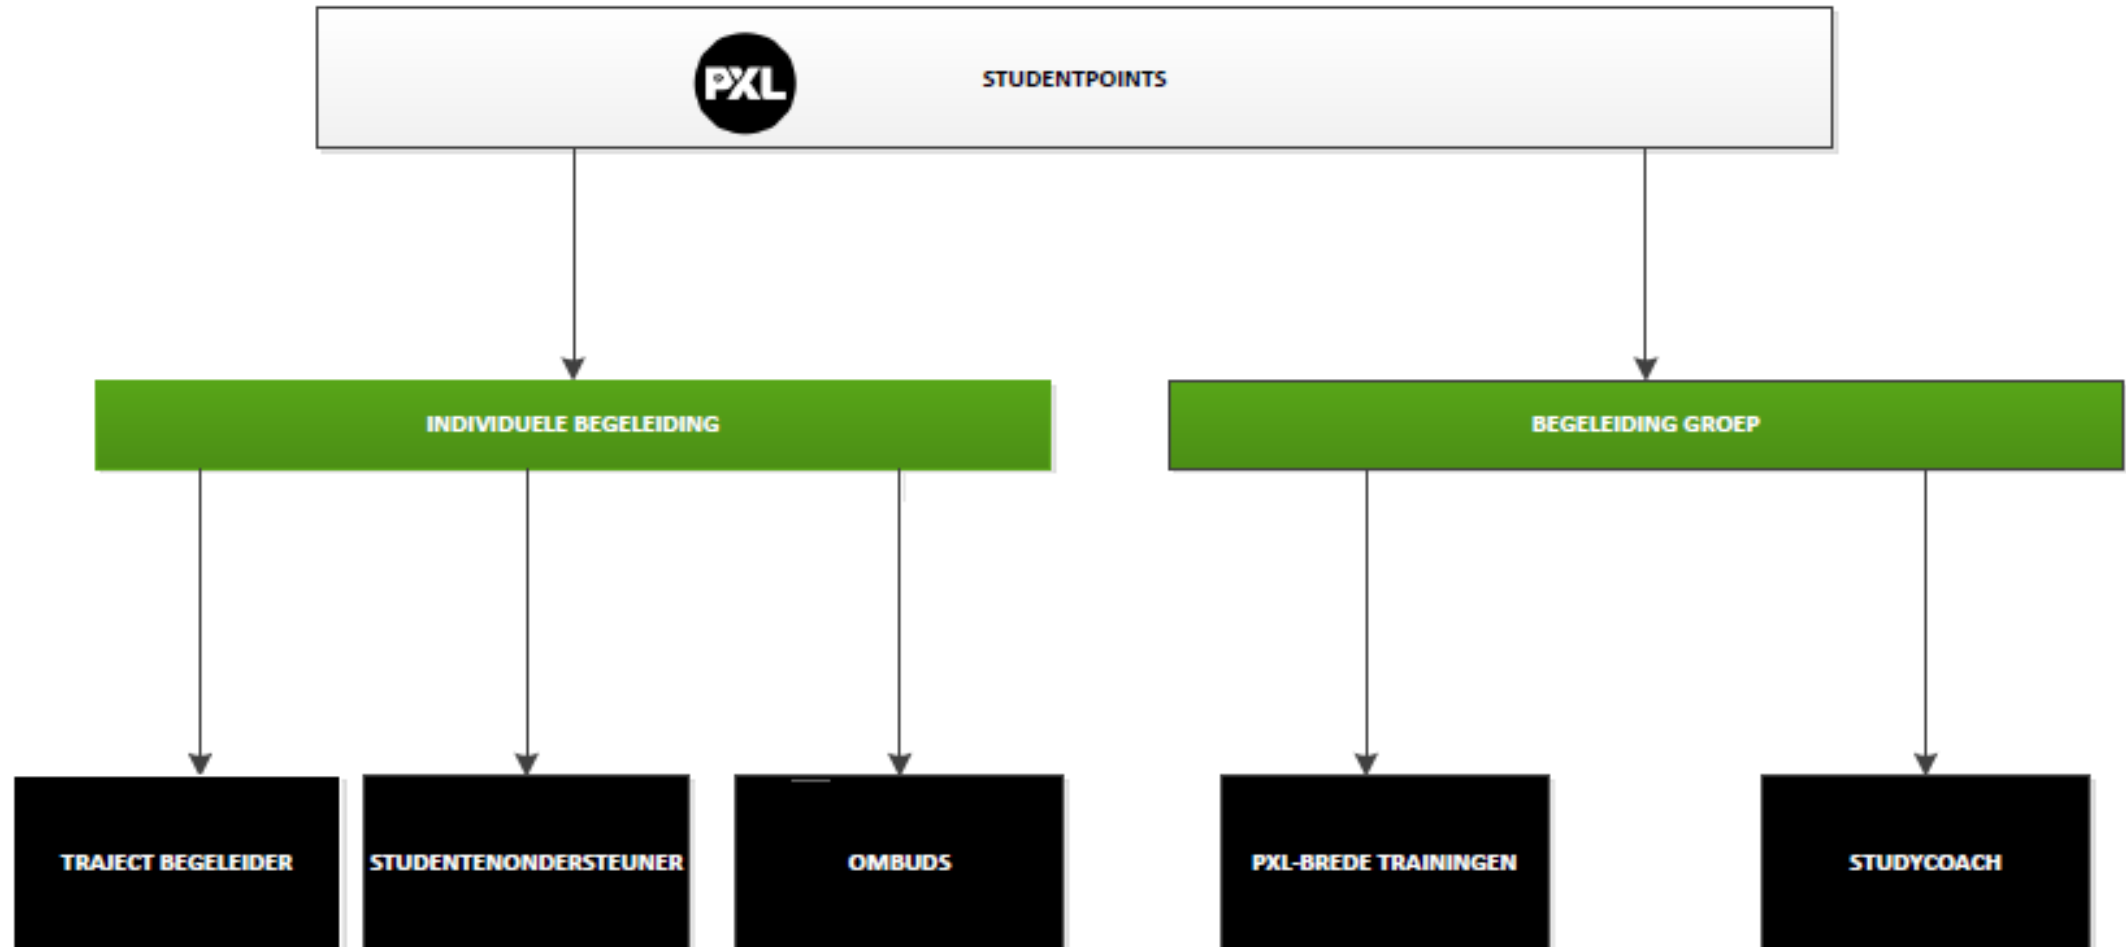 PXL
STUDENTPOINTS
INDIVIDUELE BEGELEIDING
BEGELEIDING GROEP
TRAJECT BEGELEIDER
STUDENTENONDERSTEUNER
OMBUDS
PXL-BREDE TRAININGEN
STUDYCOACH